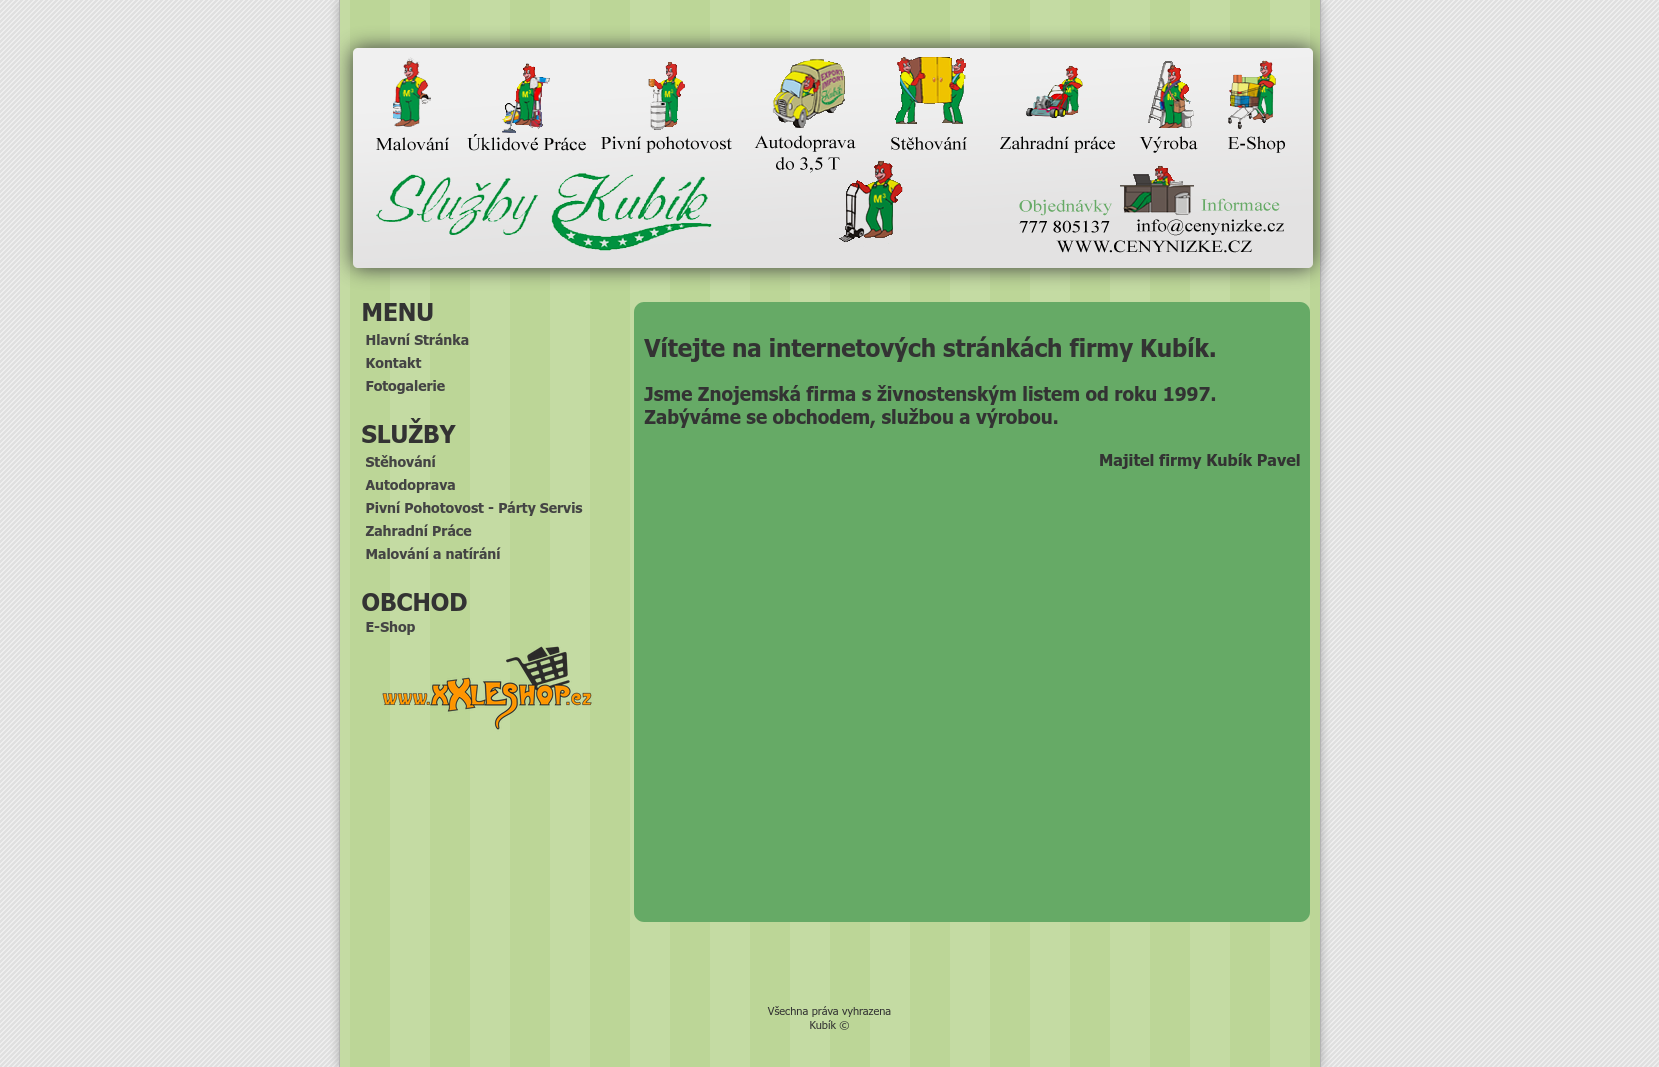 Malování
Úklidové Práce
Pivní pohotovost
EXPORT
IMPORT
Kubík
Autodoprava
do 3,5 T
Stěhování
Zahradní práce
Výroba
E-Shop
Služby Kubík
Objednávky
777 805137
Informace
info@cenynizke.cz
WWW.CENYNIZKE.CZ
MENU
Hlavní Stránka
Kontakt
Fotogalerie
SLUŽBY
Stěhování
Autodoprava
Pivní Pohotovost - Párty Servis
Zahradní Práce
Malování a natírání
OBCHOD
E-Shop
www.XXLESHOP.cz
Vítejte na internetových stránkách firmy Kubík.
Jsme Znojemská firma s živnostenským listem od roku 1997.
Zabýváme se obchodem, službou a výrobou.
Majitel firmy Kubík Pavel
Všechna práva vyhrazena
Kubík ©